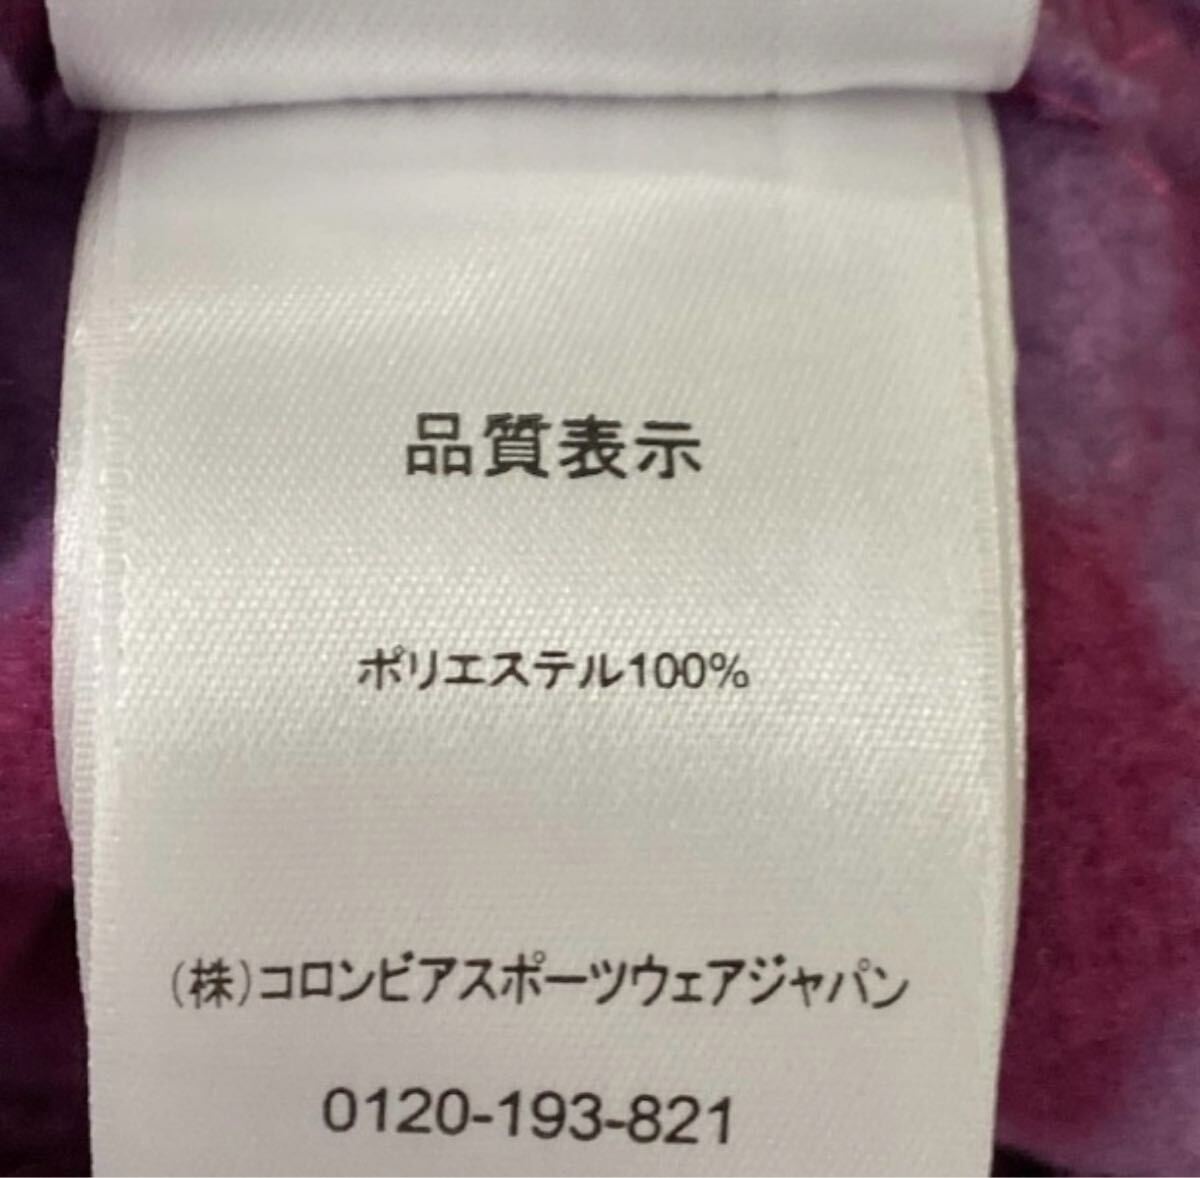 品質表示
ポリエステル100%
(株)コロンビアスポーツウェアジャパン
0120-193-821